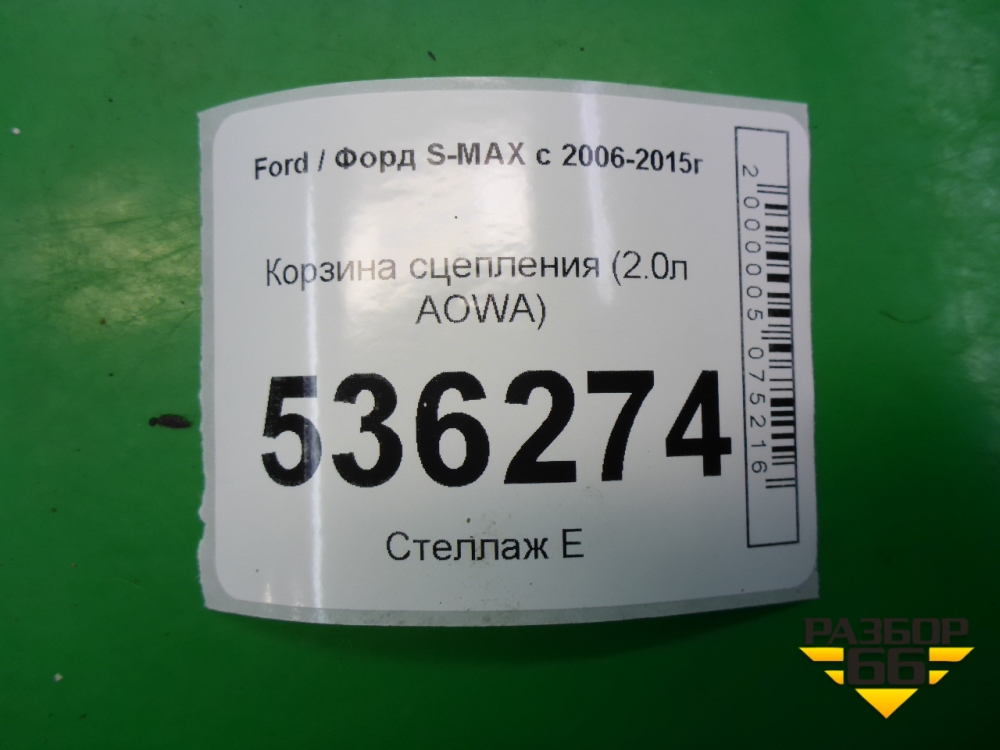 Ford / Форд S-MAX с 2006-2015г
Корзина сцепления (2.0л
AOWA)
536274
Стеллаж Е
2000005075216
РАЗБОР
66